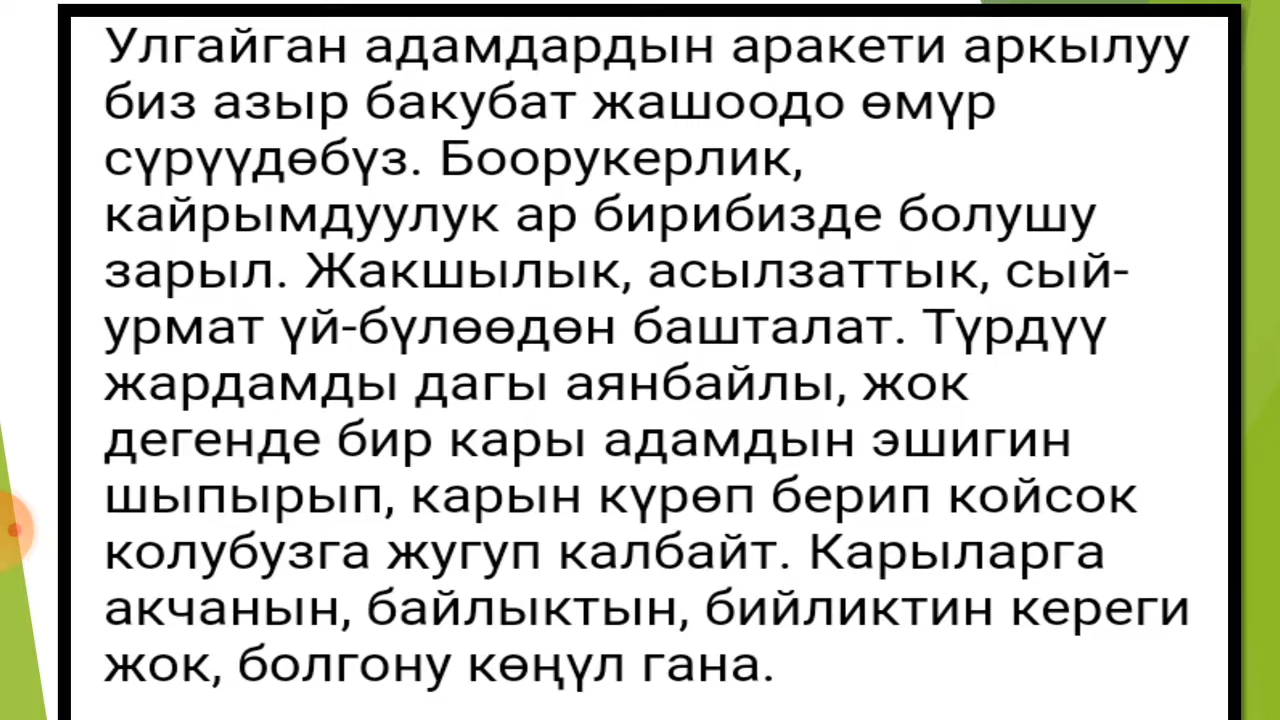 Улгайган адамдардын аракети аркылуу
биз азыр бакубат жашоодо өмүр
сүрүүдөбүз. Боорукерлик,
кайрымдуулук ар бирибизде болушу
зарыл. Жакшылык, асылзаттык, сый-
урмат үй-бүлөөдөн башталат. Түрдүү
жардамды дагы аянбайлы, жок
дегенде бир кары адамдын эшигин
шыпырып, карын күрөп берип койсок
колубузга жугуп калбайт. Карыларга
акчанын, байлыктын, бийликтин кереги
жок, болгону көңүл гана.